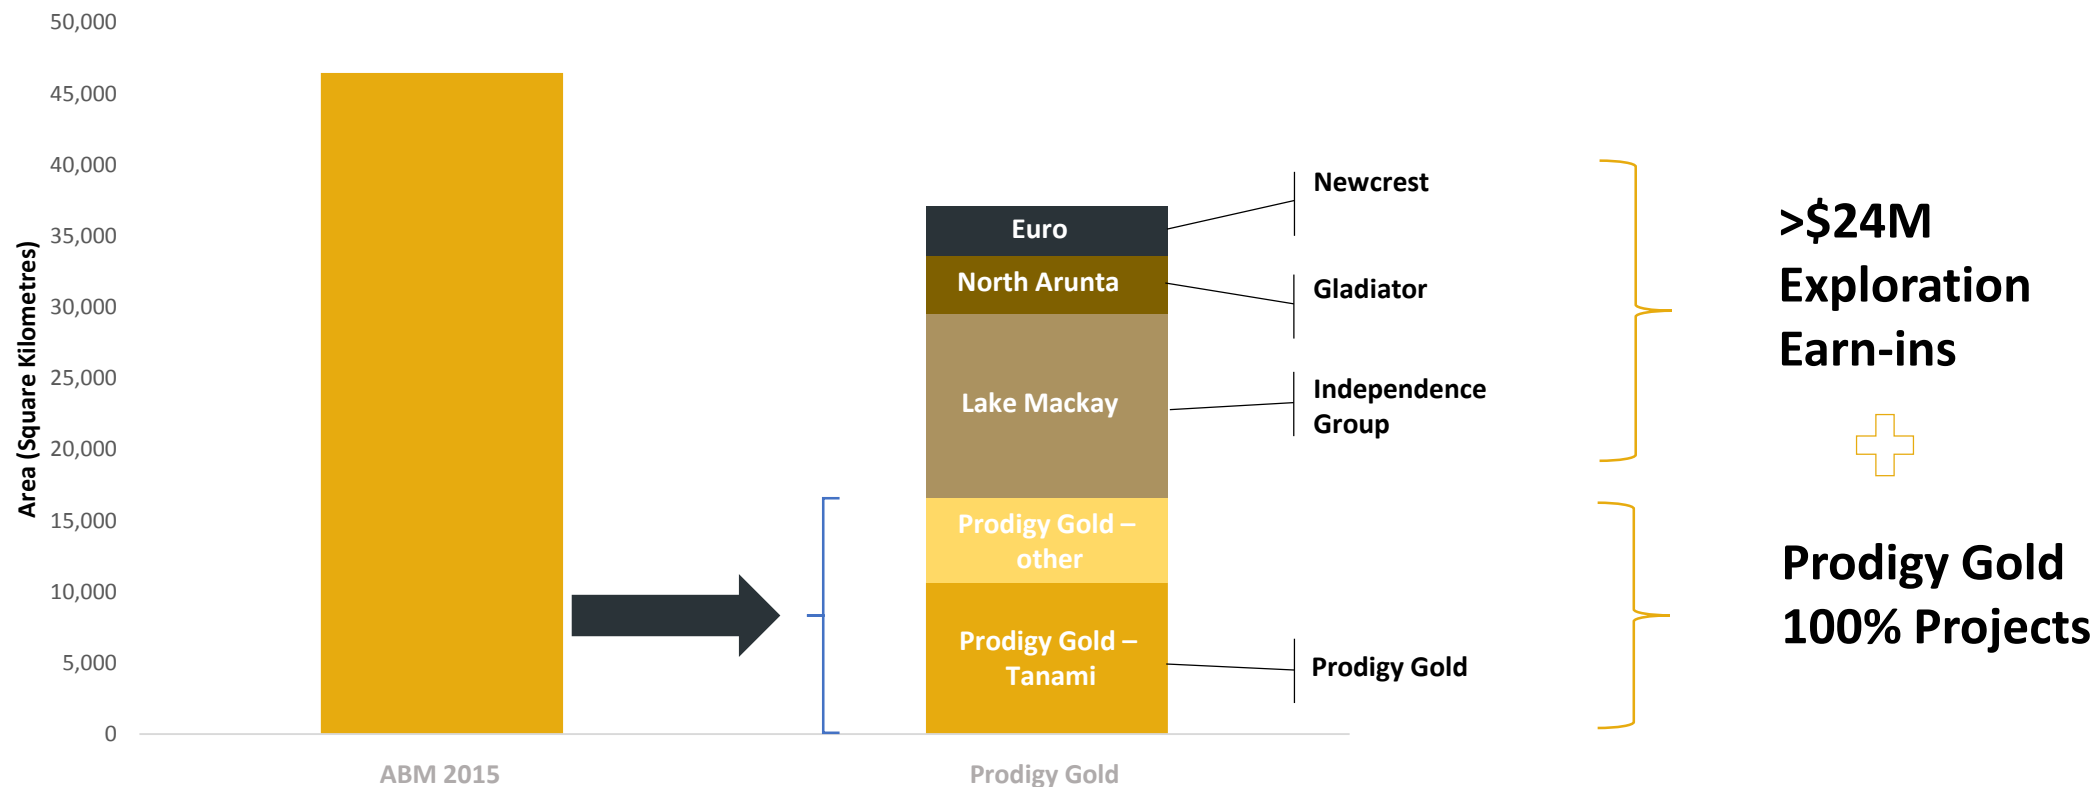 50,000
45,000
40,000
35,000
30,000
25,000
20,000
15,000
10,000
5,000
0
Area (Square Kilometres)
ABM 2015
Prodigy Gold
Euro
North Arunta
Lake Mackay
Prodigy Gold –
other
Prodigy Gold –
Tanami
Newcrest
Gladiator
Independence
Group
Prodigy Gold
>$24M
Exploration
Earn-ins
Prodigy Gold
100% Projects